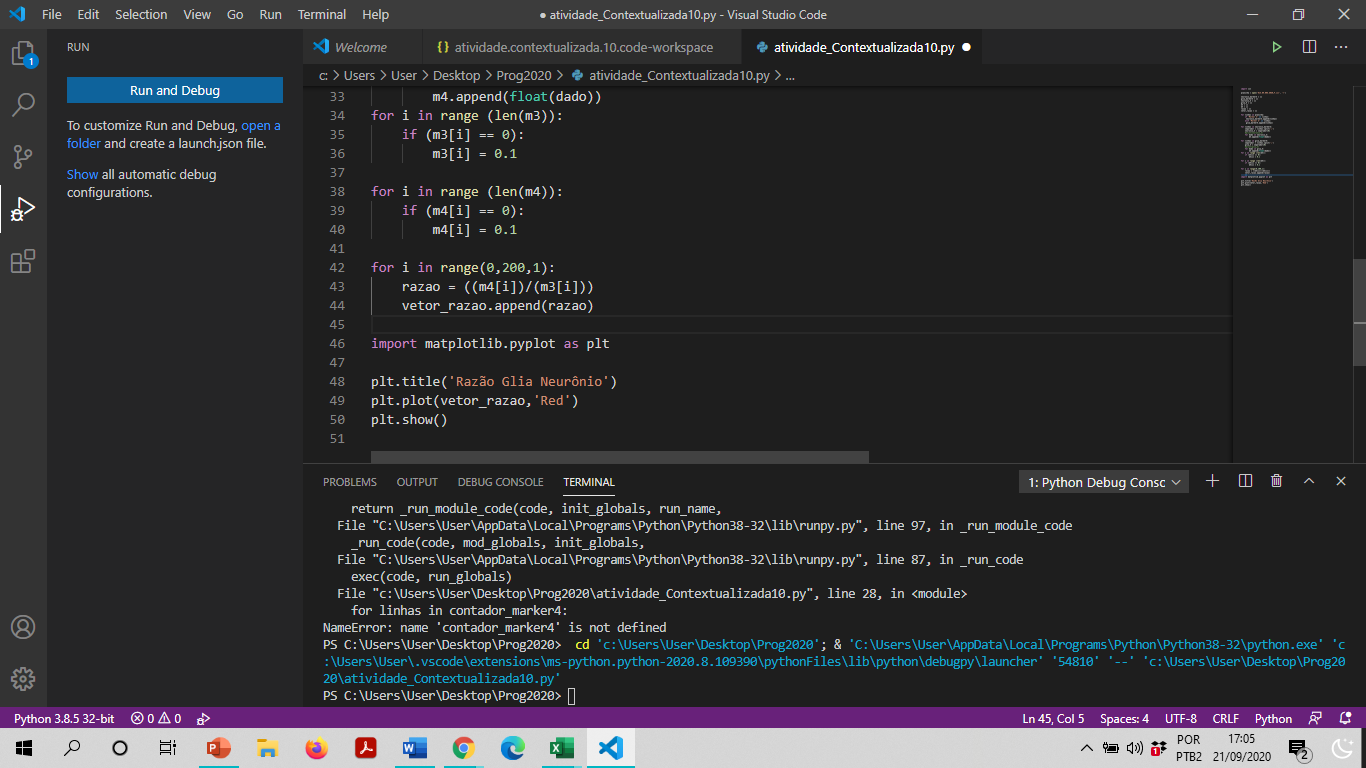 File Edit Selection View Go Run Terminal Help
● atividade_Contextualizada10.py - Visual Studio Code
1
RUN
Run and Debug
To customize Run and Debug, open a
folder and create a launch.json file.
Show all automatic debug
configurations.
Welcome
{} atividade.contextualizada.10.code-workspace
atividade_Contextualizada10.py ●
c: > Users > User > Desktop > Prog2020 > atividade_Contextualizada10.py > ...
33 m4.append(float(dado))
34 for i in range (len(m3)):
35 if (m3[i] == 0):
36 m3[i] = 0.1
37
38 for i in range (len(m4)):
39 if (m4[i] == 0):
40 m4[i] = 0.1
41
42 for i in range(0,200,1):
43 razao = ((m4[i])/(m3[i]))
44 vetor_razao.append(razao)
45
46 import matplotlib.pyplot as plt
47
48 plt.title('Razão Glia Neurônio')
49 plt.plot(vetor_razao,'Red')
50 plt.show()
51
PROBLEMS OUTPUT DEBUG CONSOLE TERMINAL
1: Python Debug Consc
return _run_module_code(code, init_globals, run_name,
File "C:\Users\User\AppData\Local\Programs\Python\Python38-32\lib\runpy.py", line 97, in _run_module_code
_run_code(code, mod_globals, init_globals,
File "C:\Users\User\AppData\Local\Programs\Python\Python38-32\lib\runpy.py", line 87, in _run_code
exec(code, run_globals)
File "c:\Users\User\Desktop\Prog2020\atividade_Contextualizada10.py", line 28, in <module>
for linhas in contador_marker4:
NameError: name 'contador_marker4' is not defined
PS C:\Users\User\Desktop\Prog2020> cd 'c:\Users\User\Desktop\Prog2020'; & 'C:\Users\User\AppData\Local\Programs\Python\Python38-32\python.exe' 'c
:\Users\User\.vscode\extensions\ms-python.python-2020.8.109390\pythonFiles\lib\python\debugpy\launcher' '54810' '--' 'c:\Users\User\Desktop\Prog20
20\atividade_Contextualizada10.py'
PS C:\Users\User\Desktop\Prog2020>
Python 3.8.5 32-bit
0 0
Ln 45, Col 5 Spaces: 4 UTF-8 CRLF Python
POR
PTB2
17:05
21/09/2020
2